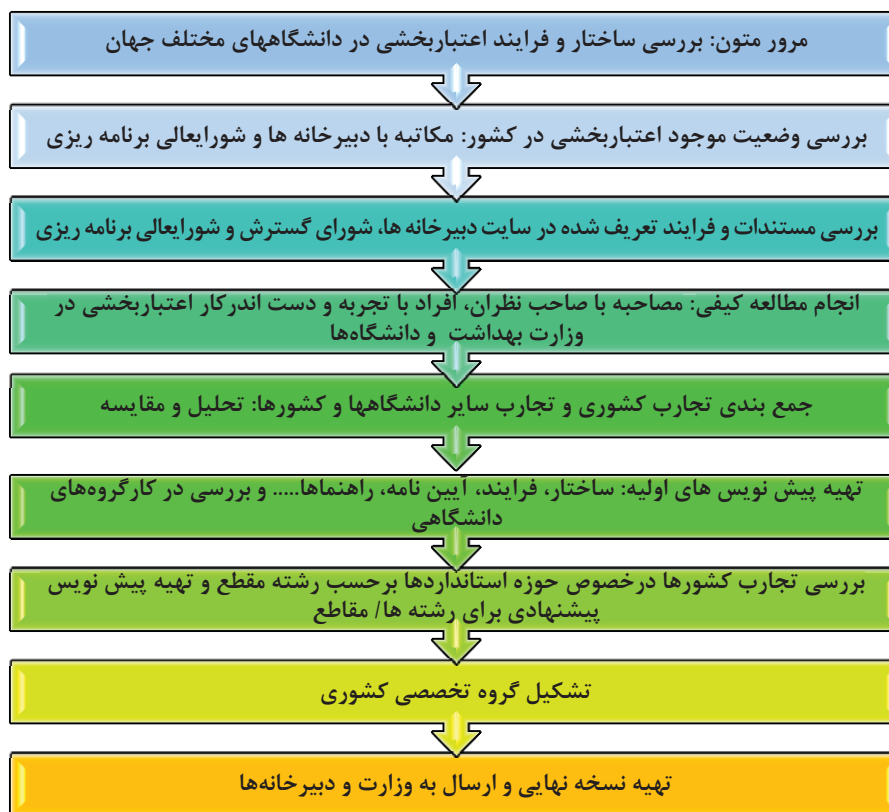 مرور متون: بررسی ساختار و فرایند اعتباربخشی در دانشگاههای مختلف جهان
بررسی وضعیت موجود اعتباربخشی در کشور: مکاتبه با دبیرخانه ها و شورایعالی برنامه ریزی
بررسی مستندات و فرایند تعریف شده در سایت دبیرخانه ها، شورای گسترش و شورایعالی برنامه ریزی
انجام مطالعه کیفی: مصاحبه با صاحب نظران، افراد با تجربه و دست اندرکار اعتباربخشی در
وزارت بهداشت و دانشگاه‌ها
جمع بندی تجارب کشوری و تجارب سایر دانشگاهها و کشورها: تحلیل و مقایسه
تهیه پیش نویس های اولیه: ساختار، فرایند، آیین نامه، راهنماها..... و بررسی در کارگروه‌های
دانشگاهی
بررسی تجارب کشورها درخصوص حوزه استانداردها برحسب رشته مقطع و تهیه پیش نویس
پیشنهادی برای رشته ها/ مقاطع
تشکیل گروه تخصصی کشوری
تهیه نسخه نهایی و ارسال به وزارت و دبیرخانه‌ها